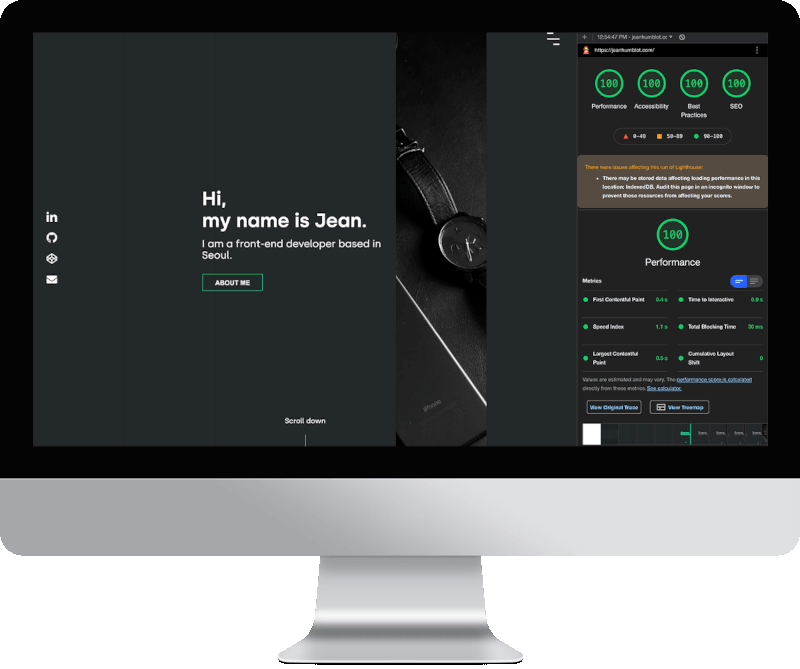 Hi,
my name is Jean.
I am a front-end developer based in
Seoul.
ABOUT ME
Scroll down
iPhone
12:54:47 PM - jeanhumblot.cc
https://jeanhumblot.com/
100
100
100
100
Performance
Accessibility
Best
Practices
SEO
0–49
50–89
90–100
There were issues affecting this run of Lighthouse:
There may be stored data affecting loading performance in this
location: IndexedDB. Audit this page in an incognito window to
prevent those resources from affecting your scores.
100
Performance
Metrics
First Contentful Paint 0.4 s
Time to Interactive 0.9 s
Speed Index 1.1 s
Total Blocking Time 30 ms
Largest Contentful
Paint 0.5 s
Cumulative Layout
Shift 0
Values are estimated and may vary. The performance score is calculated
directly from these metrics. See calculator.
View Original Trace
View Treemap